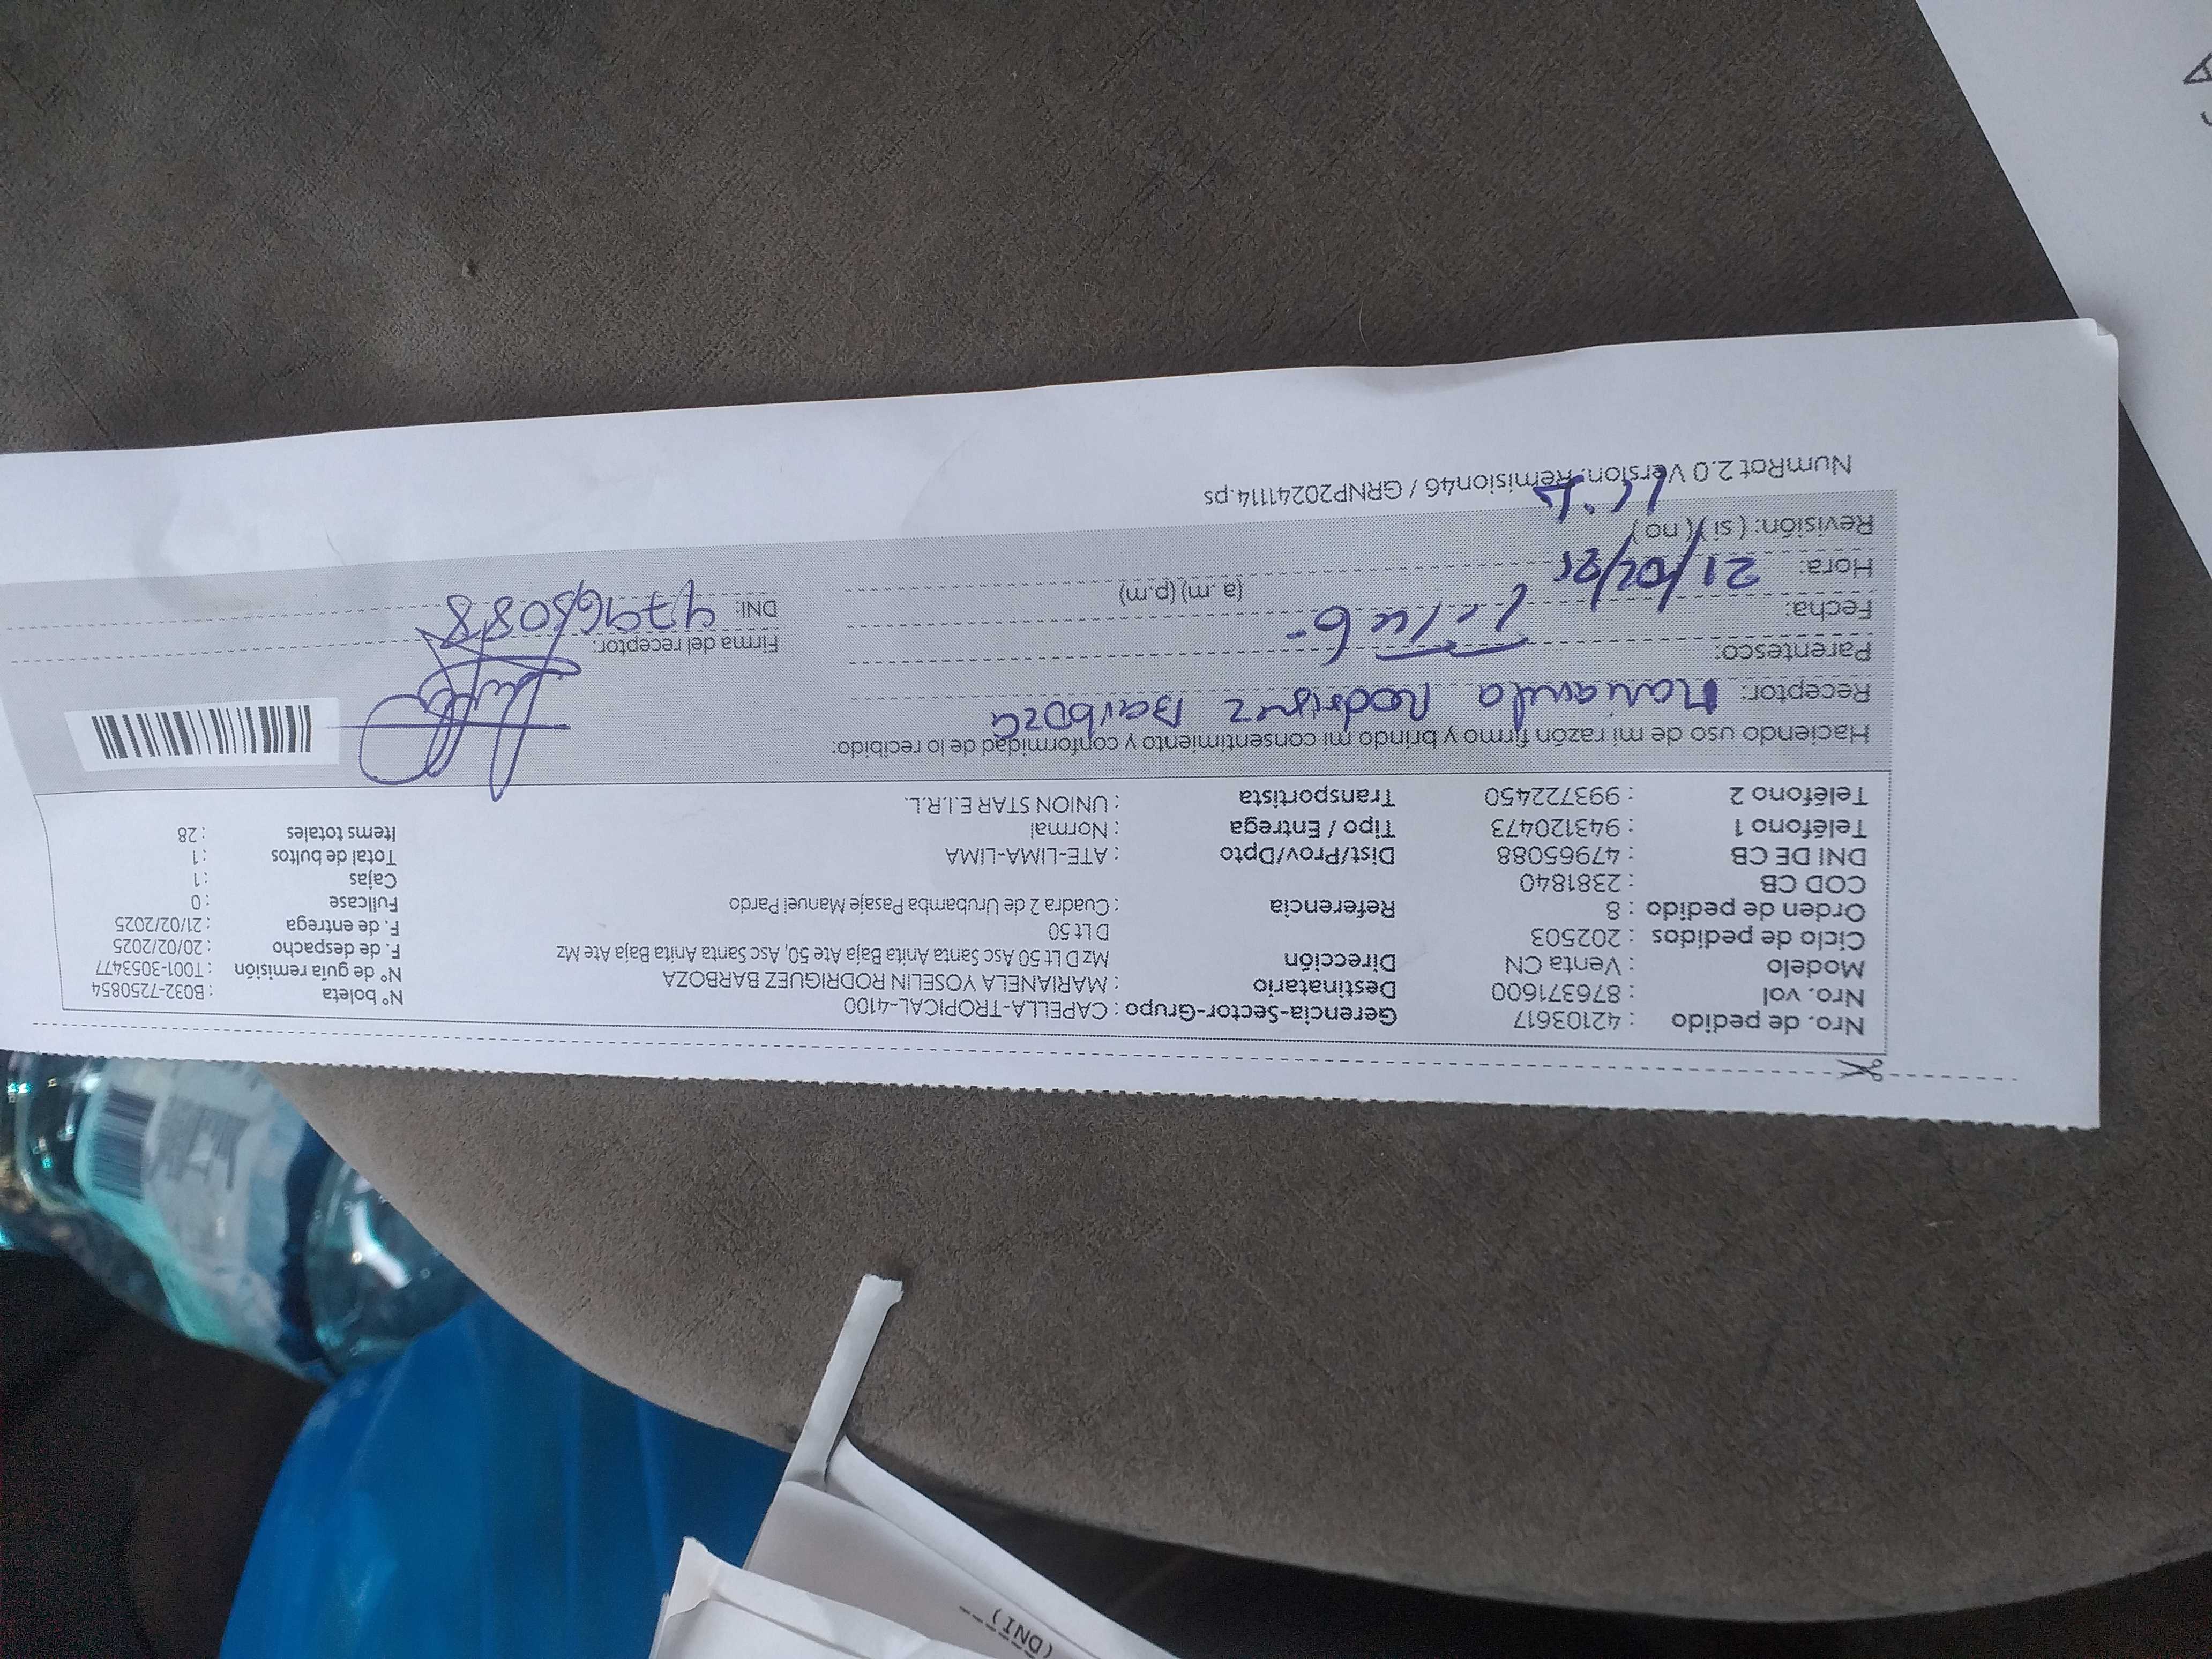 Nro. de pedido : 42103617 Gerencia-Sector-Grupo : CAPELLA-TROPICAL-4100 N° boleta : B032-7250854
Nro. vol : 876371600 Destinatario : MARIANELA YOSELIN RODRIGUEZ BARBOZA N° de guia remisión : T001-3053477
Modelo : Venta CN Dirección : Mz D Lt 50 Asc Santa Anita Baja Ate 50, Asc Santa Anita Baja Ate Mz F. de despacho : 20/02/2025
Ciclo de pedidos : 202503 D Lt 50 F. de entrega : 21/02/2025
Orden de pedido : 8 Referencia : Cuadra 2 de Urubamba Pasaje Manuel Pardo Fullcase : 0
COD CB : 2381840 Cajas : 1
DNI DE CB : 47965088 Dist/Prov/Dpto : ATE-LIMA-LIMA Total de bultos : 1
Teléfono 1 : 943120473 Tipo / Entrega : Normal Items totales : 28
Teléfono 2 : 993722450 Transportista : UNION STAR E.I.R.L.
Haciendo uso de mi razón firmo y brindo mi consentimiento y conformidad de lo recibido:
Receptor: Marianela Rodriguez Barboza
Parentesco: Firma del receptor:
Fecha: DNI: 47965088
Hora: 21/02/25 (a.m) (p.m)
Revisión: ( si ) ( no )
NumRot 2.0 Version: Remision46 / GRNP20241114.ps
(DNI)